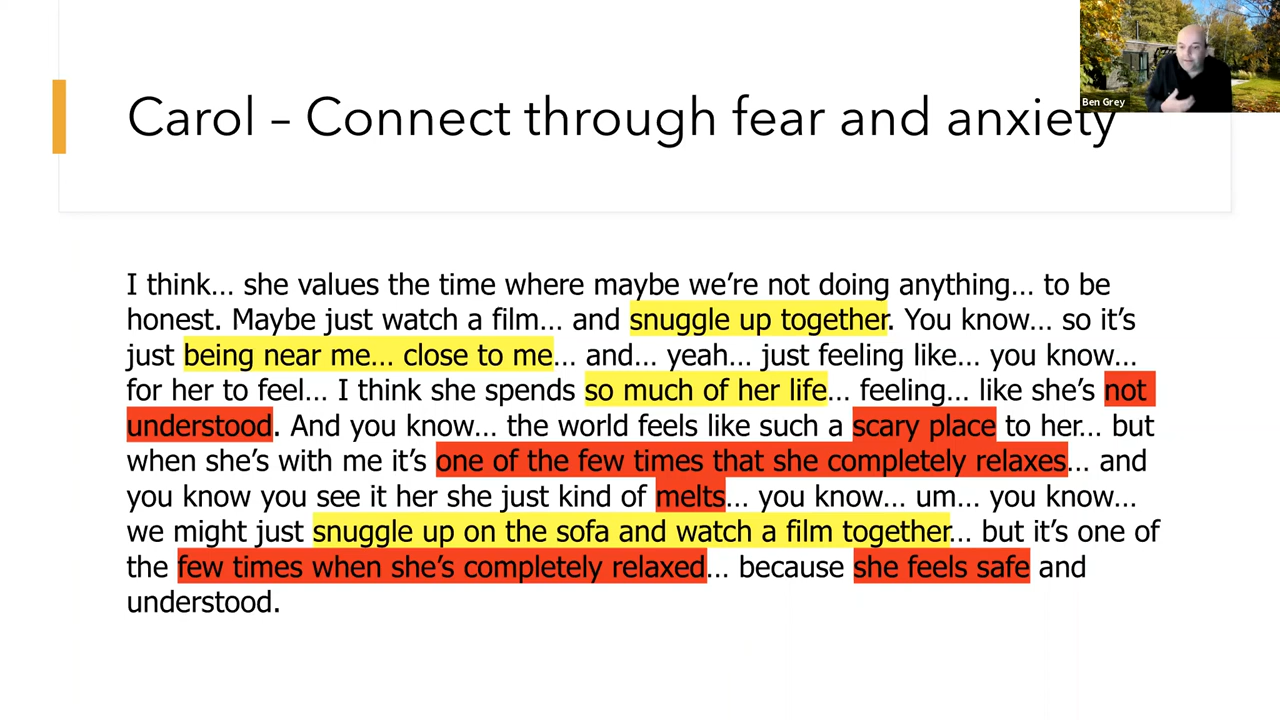 Ben Grey
Carol – Connect through fear and anxiety
I think… she values the time where maybe we’re not doing anything… to be
honest. Maybe just watch a film… and snuggle up together. You know… so it’s
just being near me… close to me… and… yeah… just feeling like… you know…
for her to feel… I think she spends so much of her life… feeling… like she’s not
understood. And you know… the world feels like such a scary place to her… but
when she’s with me it’s one of the few times that she completely relaxes… and
you know you see it her she just kind of melts… you know… um… you know…
we might just snuggle up on the sofa and watch a film together… but it’s one of
the few times when she’s completely relaxed… because she feels safe and
understood.